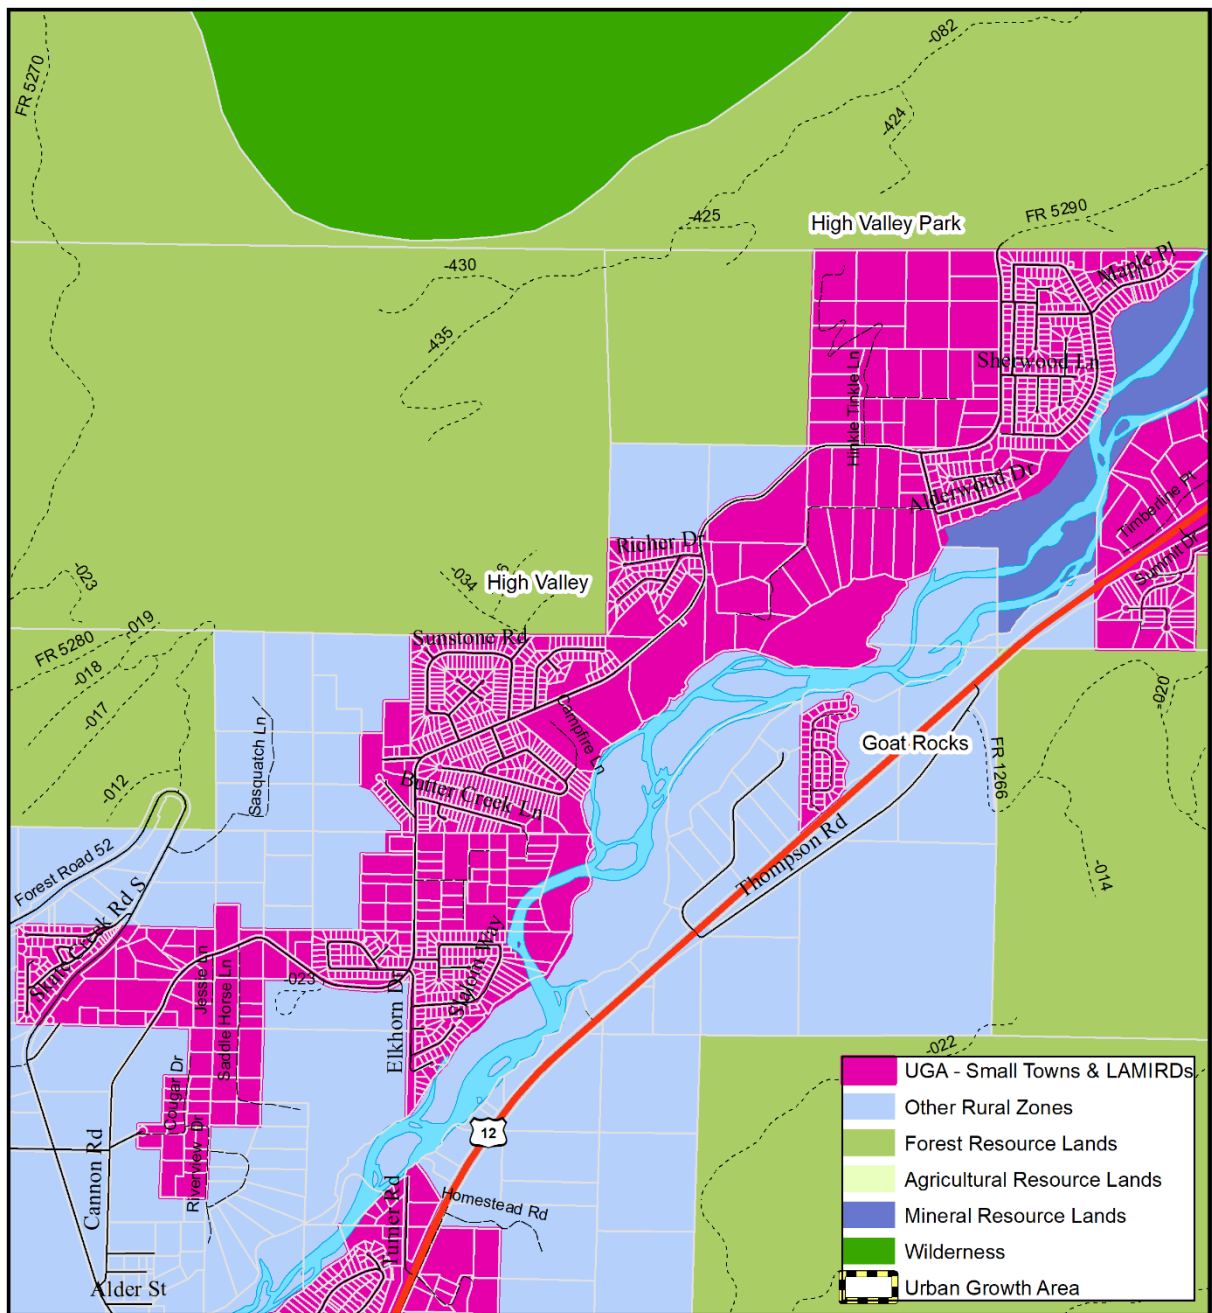 -082
FR 5270
-424
-425
FR 5290
High Valley Park
-430
Maple Pl
-435
Sherwood Ln
Hinkle Tinkle Ln
Alderwood Dr
Timberline Pt
Richer Dr
Summit Dr
-023
-034
High Valley
-019
Sunstone Rd
FR 5280
-018
-020
-017
Campfire Ln
Sasquatch Ln
Goat Rocks
FR 1266
-012
Butter Creek Ln
Thompson Rd
Forest Road 52
-014
Skate Creek Rd S
Slalom Way
Jessie Ln
Saddle Horse Ln
-023
Elkhorn Dr
-022
Cougar Dr
12
Riverview Dr
Cannon Rd
Turner Rd
Homestead Rd
Alder St
UGA - Small Towns & LAMIRDs
Other Rural Zones
Forest Resource Lands
Agricultural Resource Lands
Mineral Resource Lands
Wilderness
Urban Growth Area